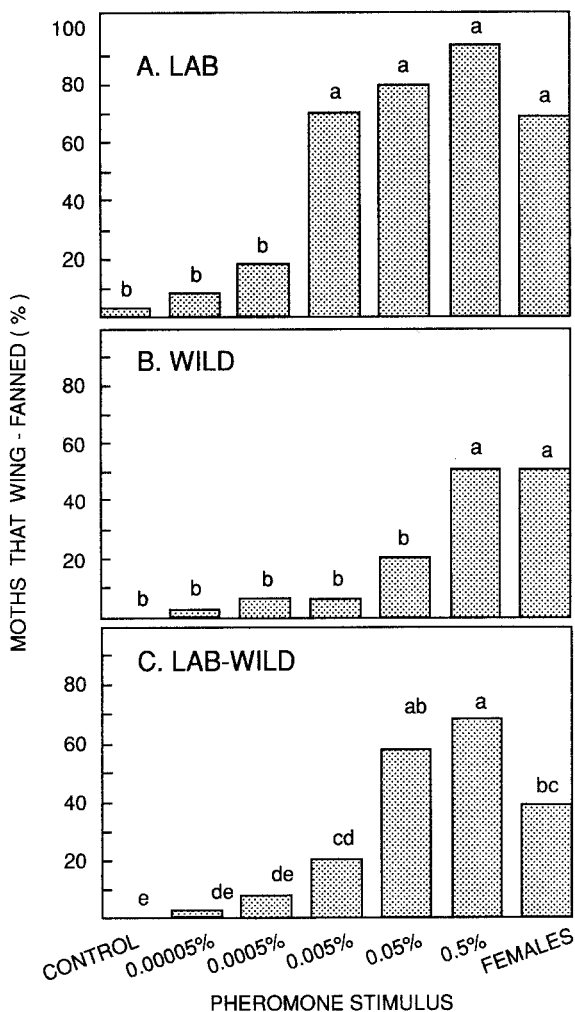 100
A. LAB
80
60
40
20
b
b
b
a
a
a
a
B. WILD
80
60
40
20
b
b
b
b
b
a
a
C. LAB-WILD
80
60
40
20
e
de
de
cd
ab
a
bc
MOTHS THAT WING - FANNED ( % )
CONTROL 0.00005% 0.0005% 0.005% 0.05% 0.5% FEMALES
PHEROMONE STIMULUS